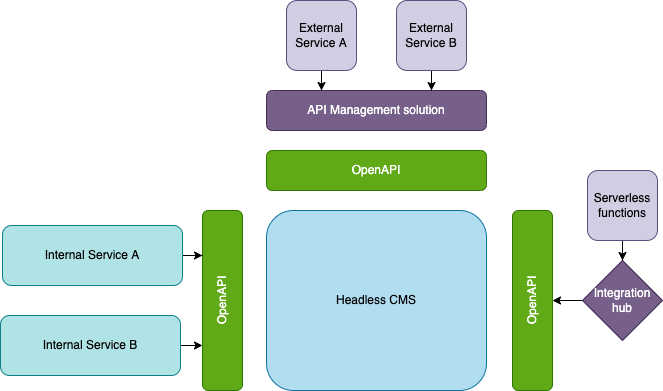 External
Service A
External
Service B
API Management solution
OpenAPI
Serverless
functions
Internal Service A
OpenAPI
Headless CMS
OpenAPI
Integration
hub
Internal Service B